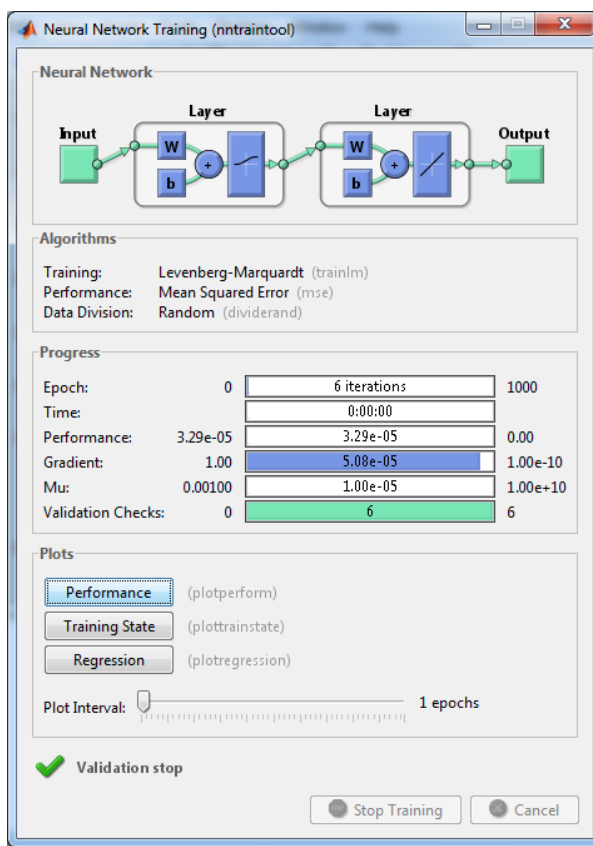 Neural Network Training (nntraintool)
Neural Network
Layer Layer
Input Output
W W
+ +
b b
Algorithms
Training: Levenberg-Marquardt (trainlm)
Performance: Mean Squared Error (mse)
Data Division: Random (dividerand)
Progress
Epoch: 0 6 iterations 1000
Time: 0:00:00
Performance: 3.29e-05 3.29e-05 0.00
Gradient: 1.00 5.08e-05 1.00e-10
Mu: 0.00100 1.00e-05 1.00e+10
Validation Checks: 0 6 6
Plots
Performance (plotperform)
Training State (plottrainstate)
Regression (plotregression)
Plot Interval: 1 epochs
Validation stop
Stop Training Cancel